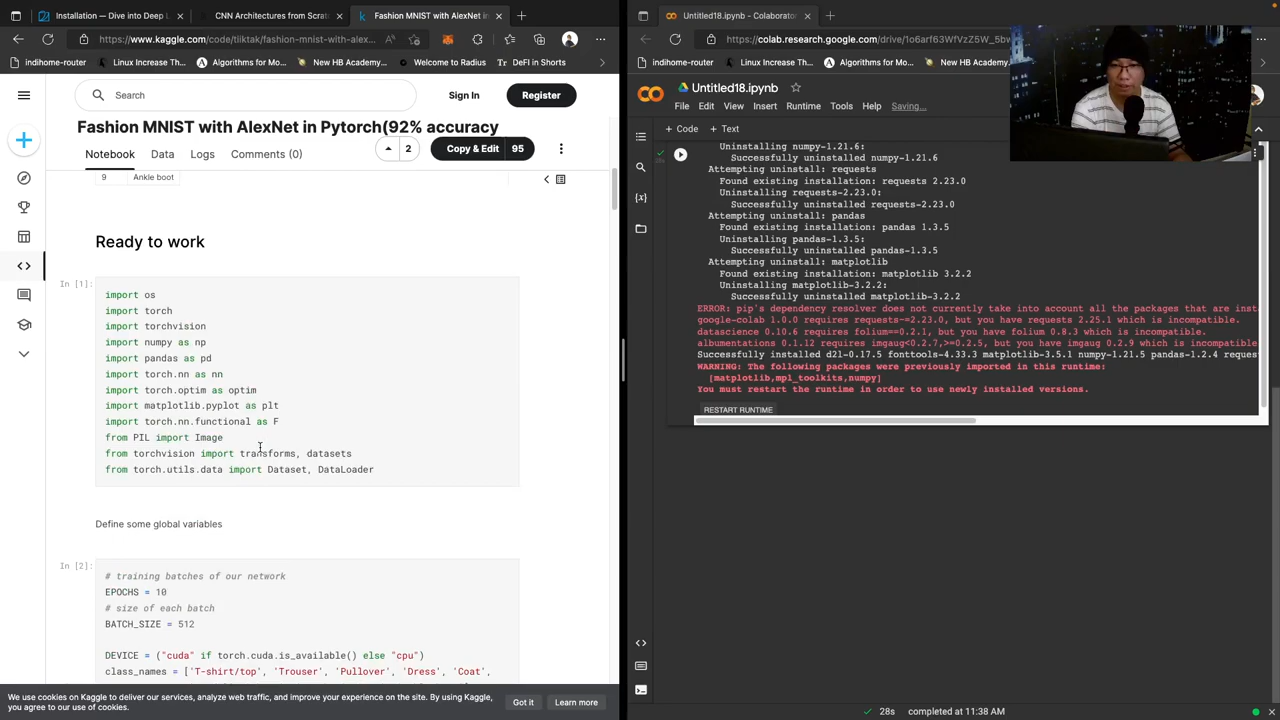 Installation — Dive into Deep L
CNN Architectures from Scrat
Fashion MNIST with AlexNet in
https://www.kaggle.com/code/tiiktak/fashion-mnist-with-alex...
indihome-router
Linux Increase Th...
Algorithms for Mo...
New HB Academy...
Welcome to Radius
DeFI in Shorts
Search
Sign In
Register
Fashion MNIST with AlexNet in Pytorch(92% accuracy
2
Copy & Edit
95
Notebook
Data
Logs
Comments (0)
9
Ankle boot
Ready to work
In [1]:
import os
import torch
import torchvision
import numpy as np
import pandas as pd
import torch.nn as nn
import torch.optim as optim
import matplotlib.pyplot as plt
import torch.nn.functional as F
from PIL import Image
from torchvision import transforms, datasets
from torch.utils.data import Dataset, DataLoader
Define some global variables
In [2]:
# training batches of our network
EPOCHS = 10
# size of each batch
BATCH_SIZE = 512
DEVICE = ("cuda" if torch.cuda.is_available() else "cpu")
class_names = ['T-shirt/top', 'Trouser', 'Pullover', 'Dress', 'Coat',
We use cookies on Kaggle to deliver our services, analyze web traffic, and improve your experience on the site. By using Kaggle,
you agree to our use of cookies.
Got it
Learn more
Untitled18.ipynb - Colaborato
https://colab.research.google.com/drive/1o6arf63WfVzZ5W_5bv
indihome-router
Linux Increase Th...
Algorithms for Mo...
New HB Academy
Untitled18.ipynb
File
Edit
View
Insert
Runtime
Tools
Help
Saving...
+ Code
+ Text
Uninstalling numpy-1.21.6:
Successfully uninstalled numpy-1.21.6
Attempting uninstall: requests
Found existing installation: requests 2.23.0
Uninstalling requests-2.23.0:
Successfully uninstalled requests-2.23.0
Attempting uninstall: pandas
Found existing installation: pandas 1.3.5
Uninstalling pandas-1.3.5:
Successfully uninstalled pandas-1.3.5
Attempting uninstall: matplotlib
Found existing installation: matplotlib 3.2.2
Uninstalling matplotlib-3.2.2:
Successfully uninstalled matplotlib-3.2.2
ERROR: pip's dependency resolver does not currently take into account all the packages that are inst
google-colab 1.0.0 requires requests~=2.23.0, but you have requests 2.25.1 which is incompatible.
datascience 0.10.6 requires folium==0.2.1, but you have folium 0.8.3 which is incompatible.
albumentations 0.1.12 requires imgaug<0.2.7,>=0.2.5, but you have imgaug 0.2.9 which is incompatible
Successfully installed d2l-0.17.5 fonttools-4.33.3 matplotlib-3.5.1 numpy-1.21.5 pandas-1.2.4 reques
WARNING: The following packages were previously imported in this runtime:
[matplotlib,mpl_toolkits,numpy]
You must restart the runtime in order to use newly installed versions.
RESTART RUNTIME
28s
completed at 11:38 AM